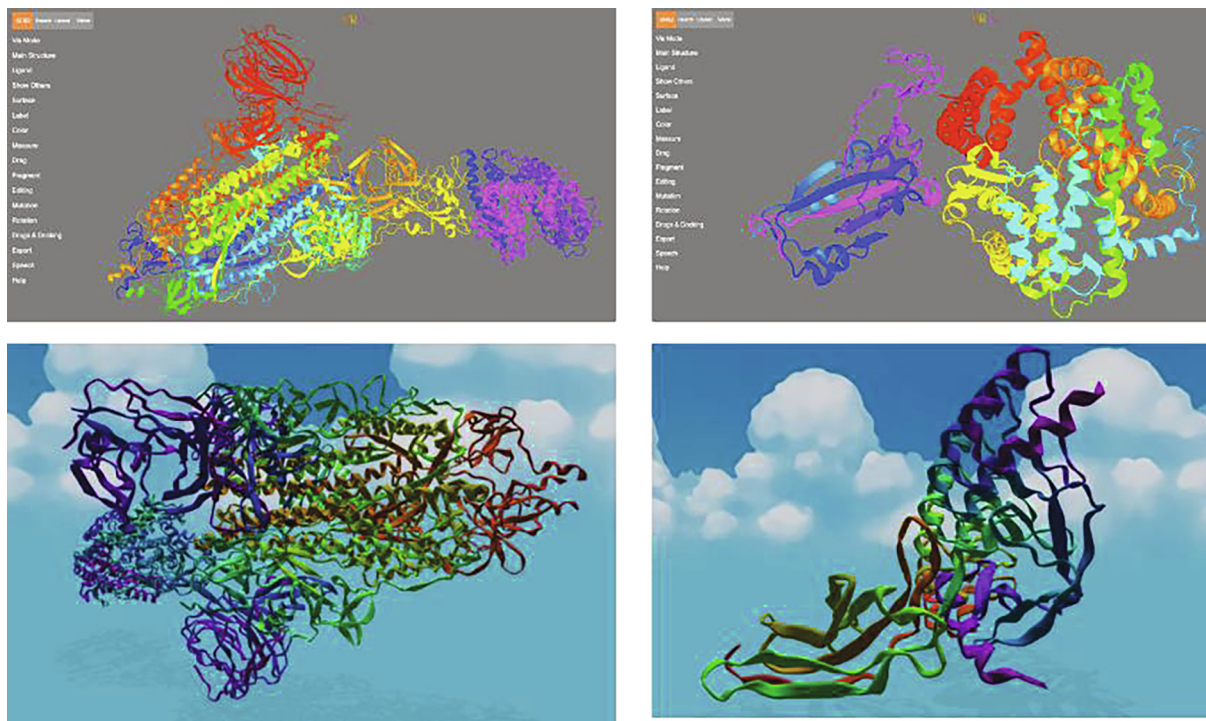 Vis Mode
Main Structure
Ligand
Show Others
Surface
Label
Color
Measure
Drag
Fragment
Editing
Mutation
Rotation
Drugs & Docking
Export
Speech
Help
Vis Mode
Main Structure
Ligand
Show Others
Surface
Label
Color
Measure
Drag
Fragment
Editing
Mutation
Rotation
Drugs & Docking
Export
Speech
Help